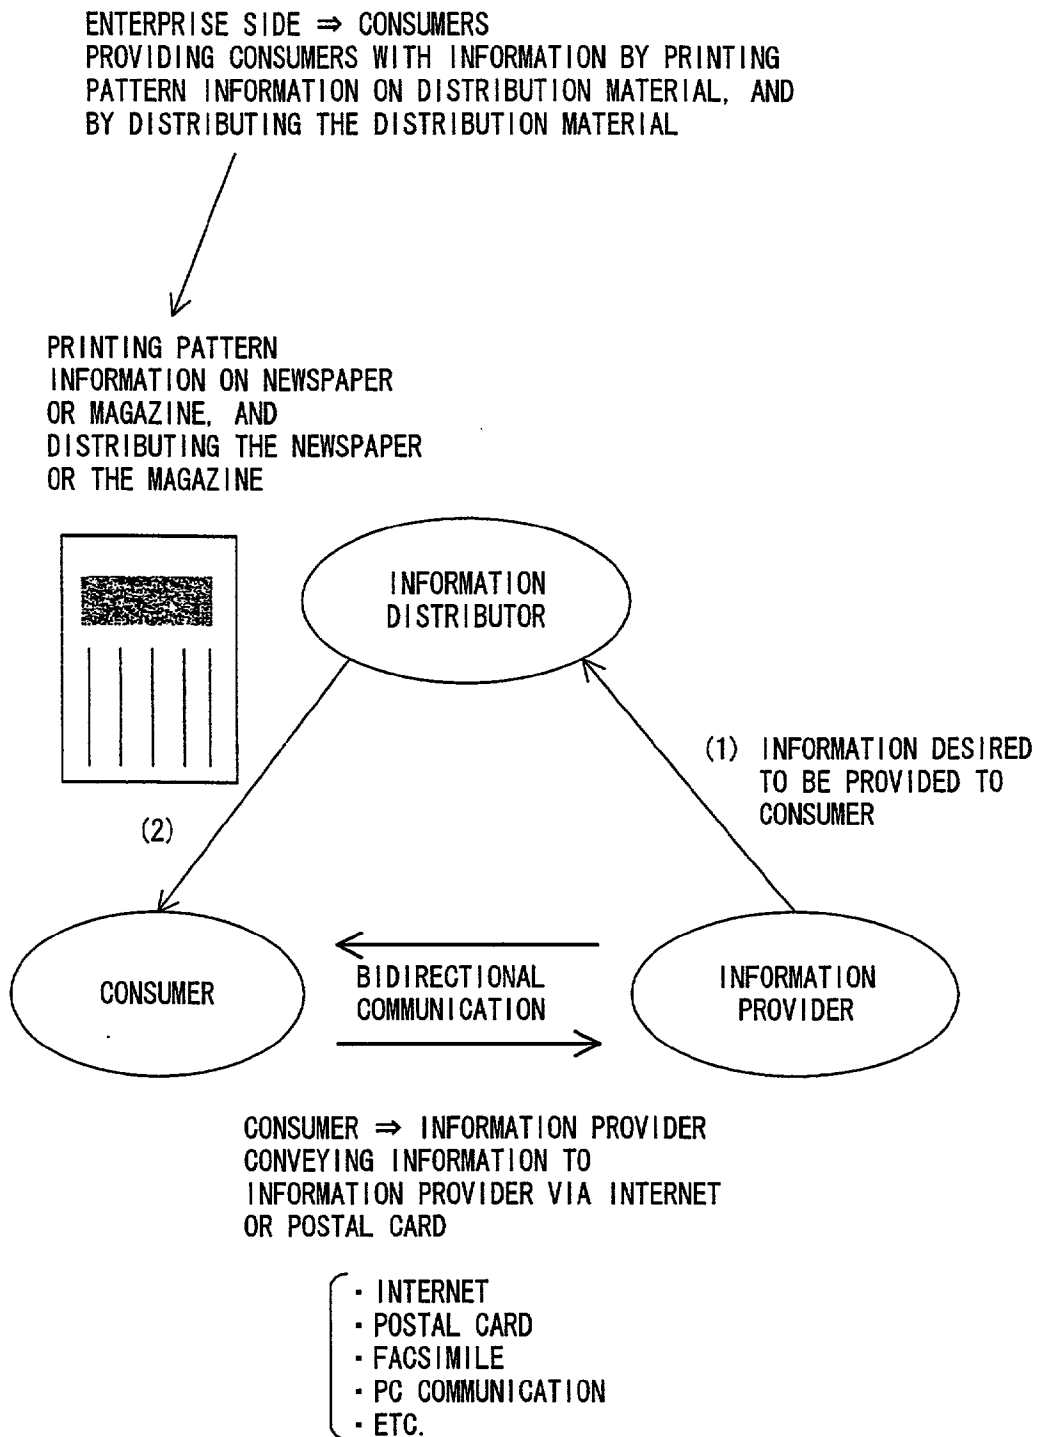 ENTERPRISE SIDE ⇒ CONSUMERS
PROVIDING CONSUMERS WITH INFORMATION BY PRINTING
PATTERN INFORMATION ON DISTRIBUTION MATERIAL, AND
BY DISTRIBUTING THE DISTRIBUTION MATERIAL
PRINTING PATTERN
INFORMATION ON NEWSPAPER
OR MAGAZINE, AND
DISTRIBUTING THE NEWSPAPER
OR THE MAGAZINE
INFORMATION
DISTRIBUTOR
(1) INFORMATION DESIRED
TO BE PROVIDED TO
CONSUMER
(2)
CONSUMER
BIDIRECTIONAL
COMMUNICATION
INFORMATION
PROVIDER
CONSUMER ⇒ INFORMATION PROVIDER
CONVEYING INFORMATION TO
INFORMATION PROVIDER VIA INTERNET
OR POSTAL CARD
・INTERNET
・POSTAL CARD
・FACSIMILE
・PC COMMUNICATION
・ETC.